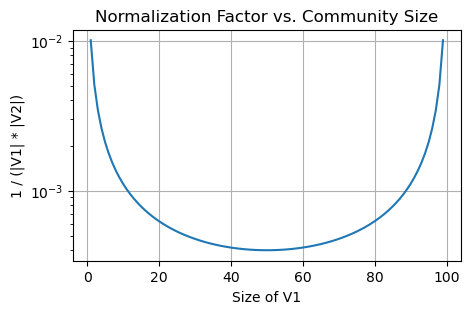 Normalization Factor vs. Community Size
1 / (|V1| * |V2|)
10⁻²
10⁻³
0 20 40 60 80 100
Size of V1